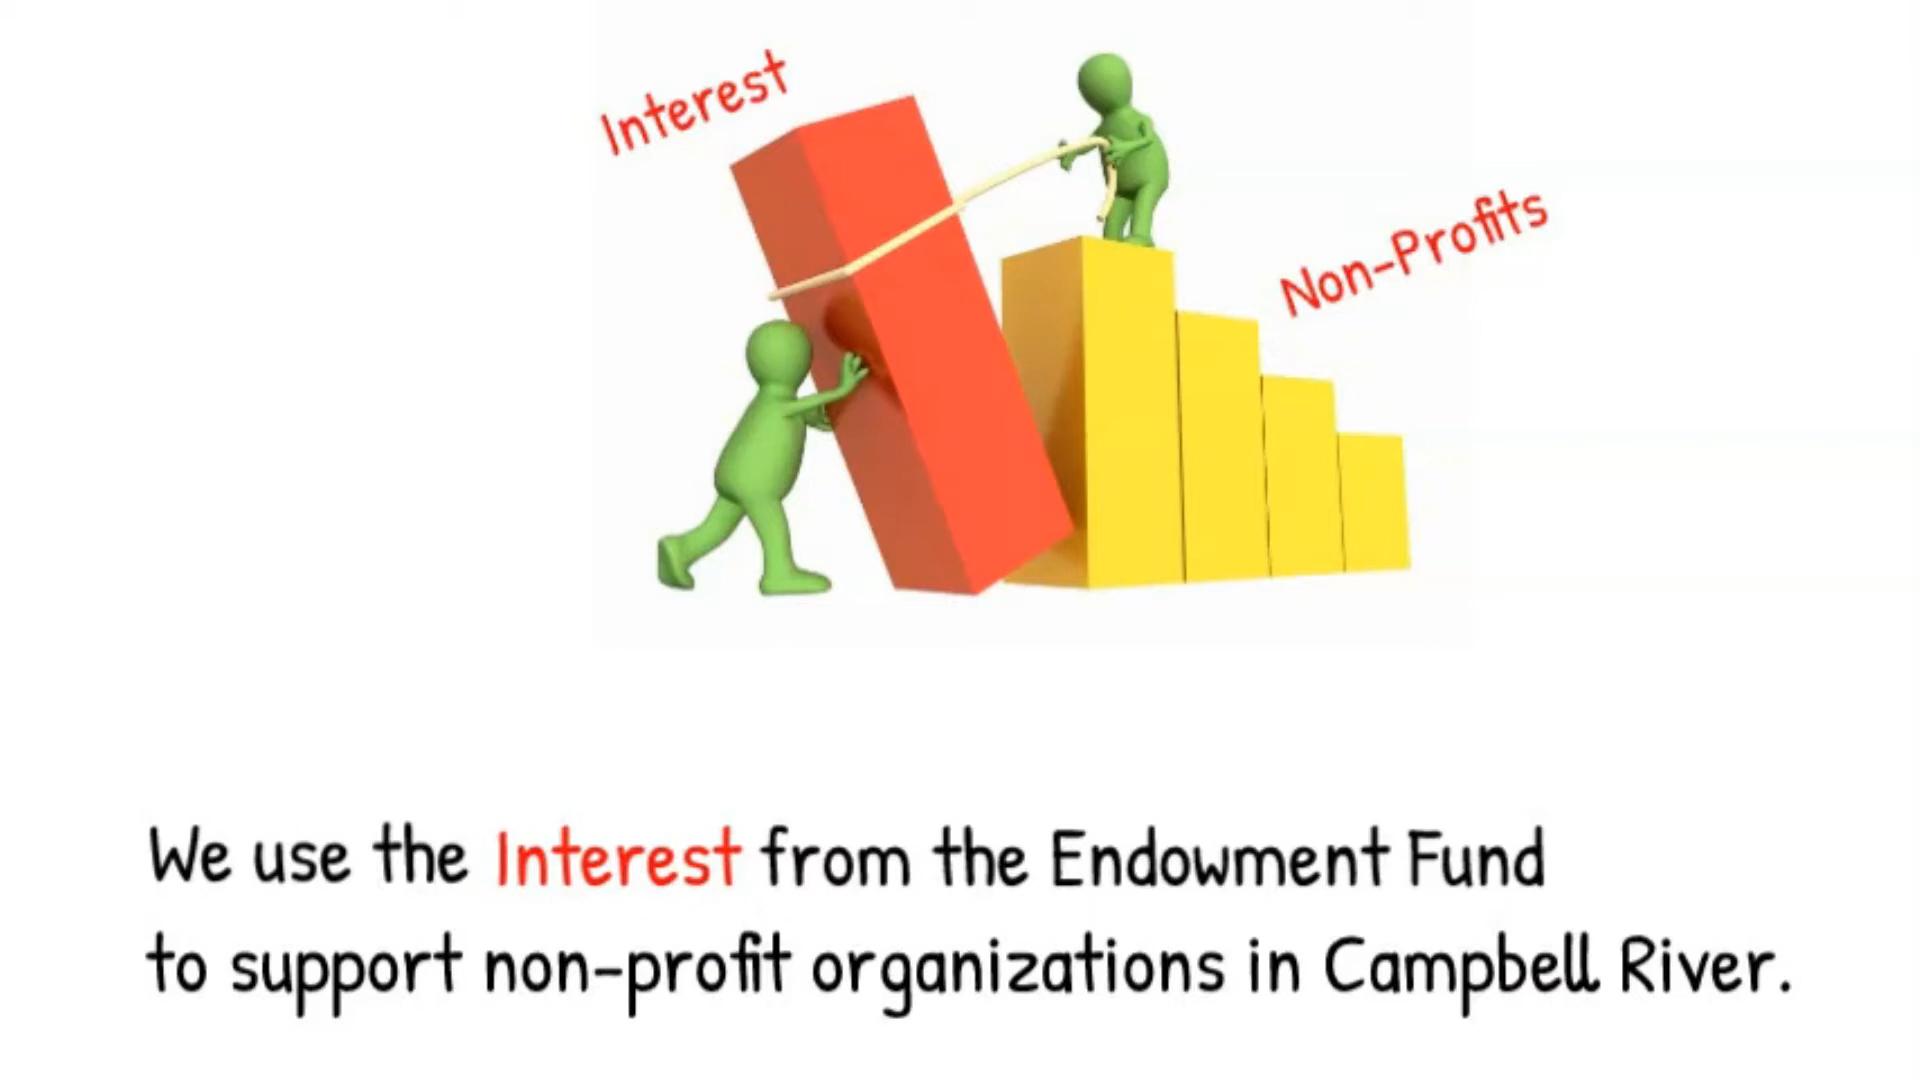 Interest
Non-Profits
We use the Interest from the Endowment Fund
to support non-profit organizations in Campbell River.